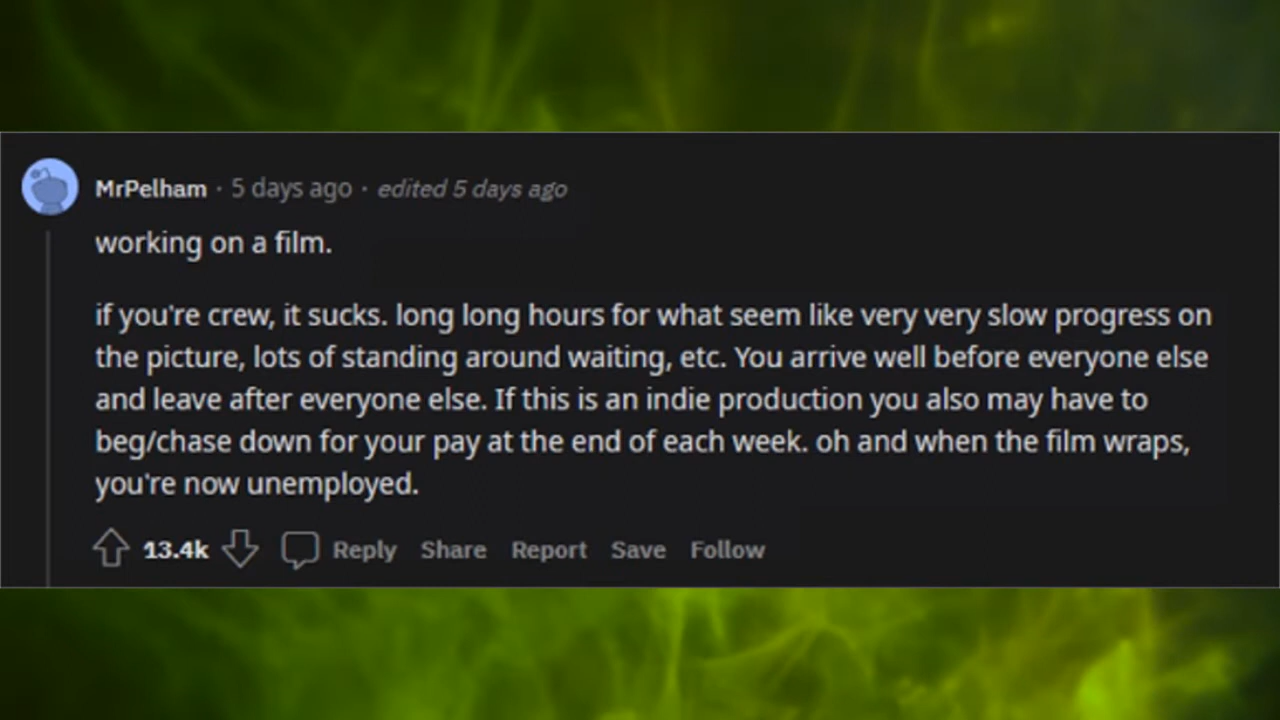 MrPelham · 5 days ago · edited 5 days ago
working on a film.
if you're crew, it sucks. long long hours for what seem like very very slow progress on
the picture, lots of standing around waiting, etc. You arrive well before everyone else
and leave after everyone else. If this is an indie production you also may have to
beg/chase down for your pay at the end of each week. oh and when the film wraps,
you're now unemployed.
13.4k Reply Share Report Save Follow